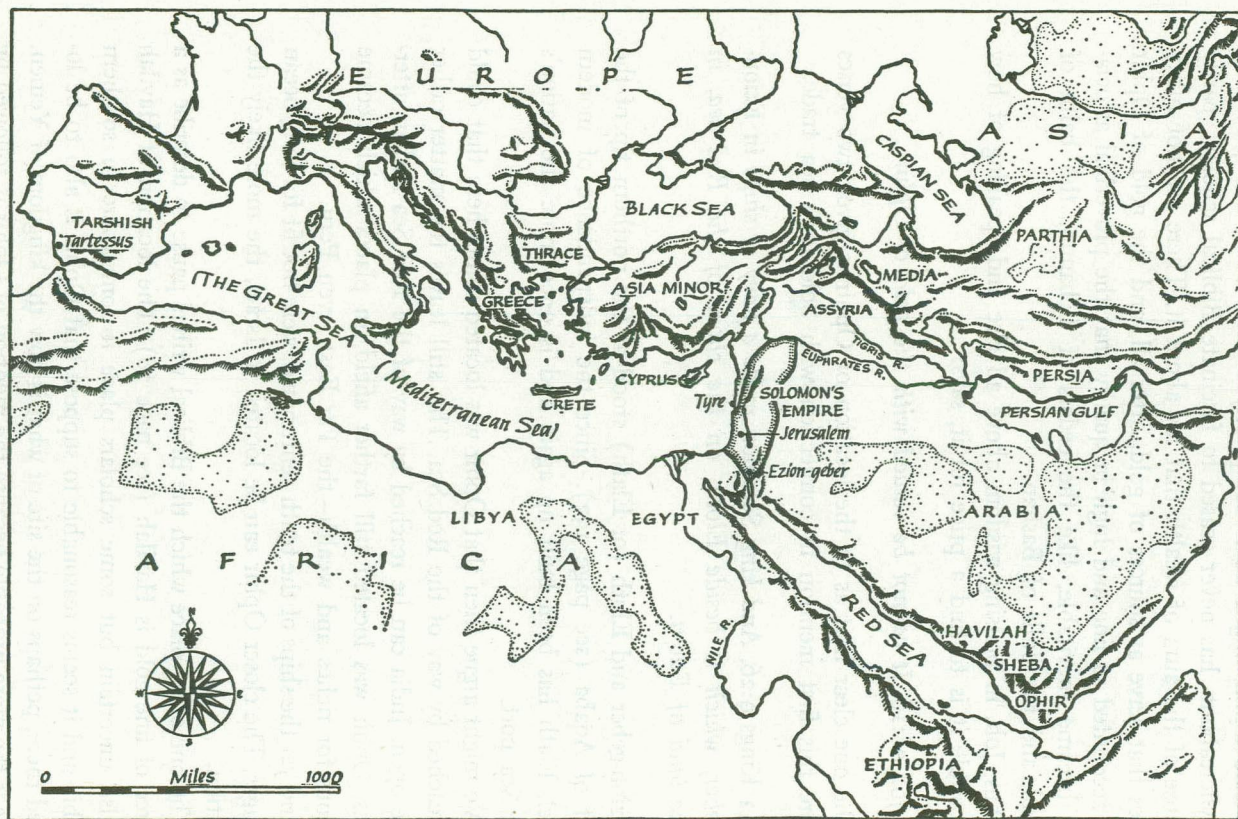 EUROPE
ASIA
CASPIAN SEA
BLACK SEA
TARSHISH
Tartessus
PARTHIA
THRACE
MEDIA
(THE GREAT SEA
GREECE
ASIA MINOR
ASSYRIA
TIGRIS R.
EUPHRATES R.
PERSIA
CYPRUS
(Mediterranean Sea)
CRETE
Tyre
SOLOMON'S
EMPIRE
PERSIAN GULF
Jerusalem
Ezion-geber
LIBYA
EGYPT
ARABIA
AFRICA
RED SEA
NILE R.
HAVILAH
SHEBA
OPHIR
ETHIOPIA
0 Miles 1000